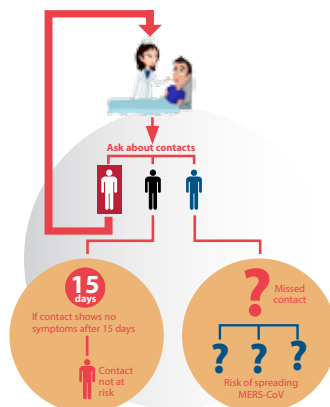 Ask about contacts
15
days
If contact shows no
symptoms after 15 days
Contact
not at
risk
?
Missed
contact
? ? ?
Risk of spreading
MERS-CoV